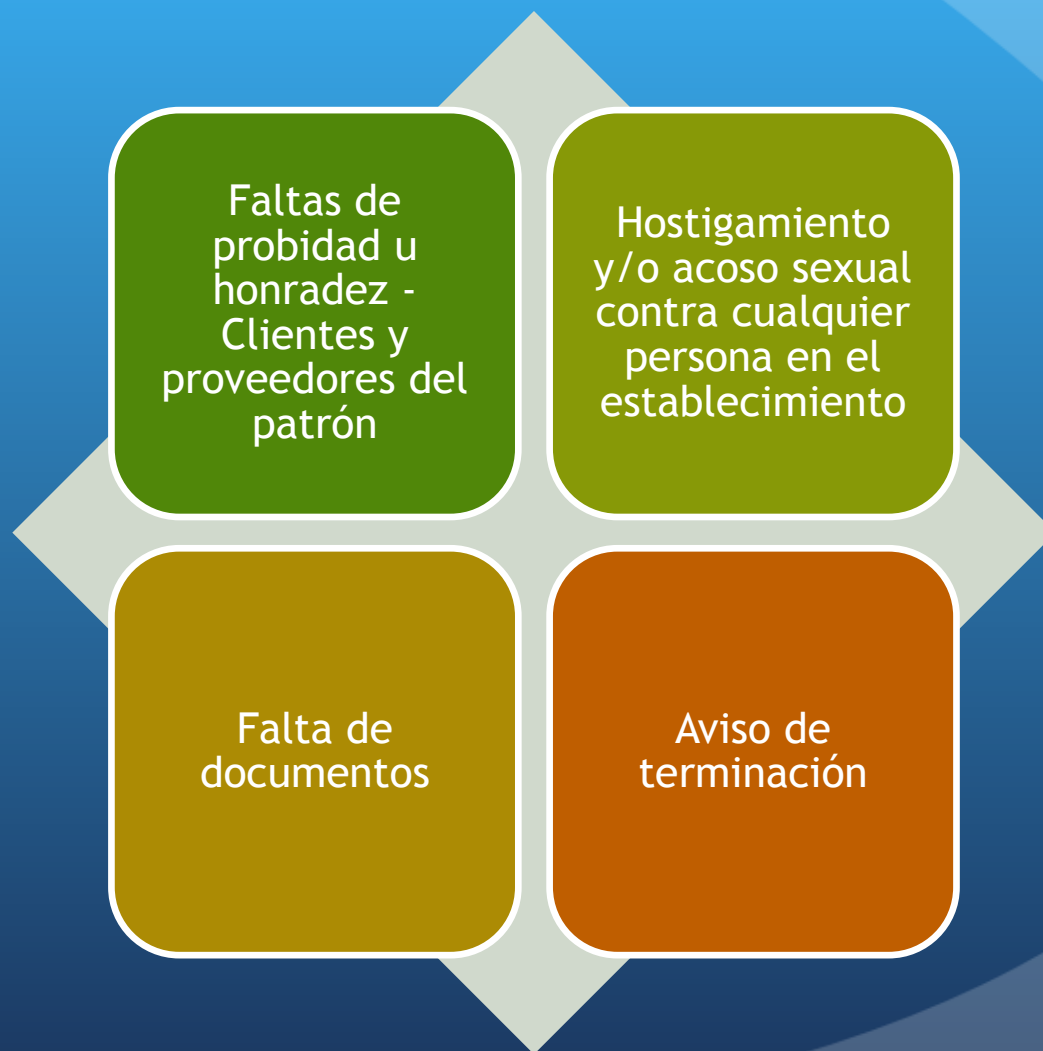 Faltas de
probidad u
honradez -
Clientes y
proveedores del
patrón
Hostigamiento
y/o acoso sexual
contra cualquier
persona en el
establecimiento
Falta de
documentos
Aviso de
terminación